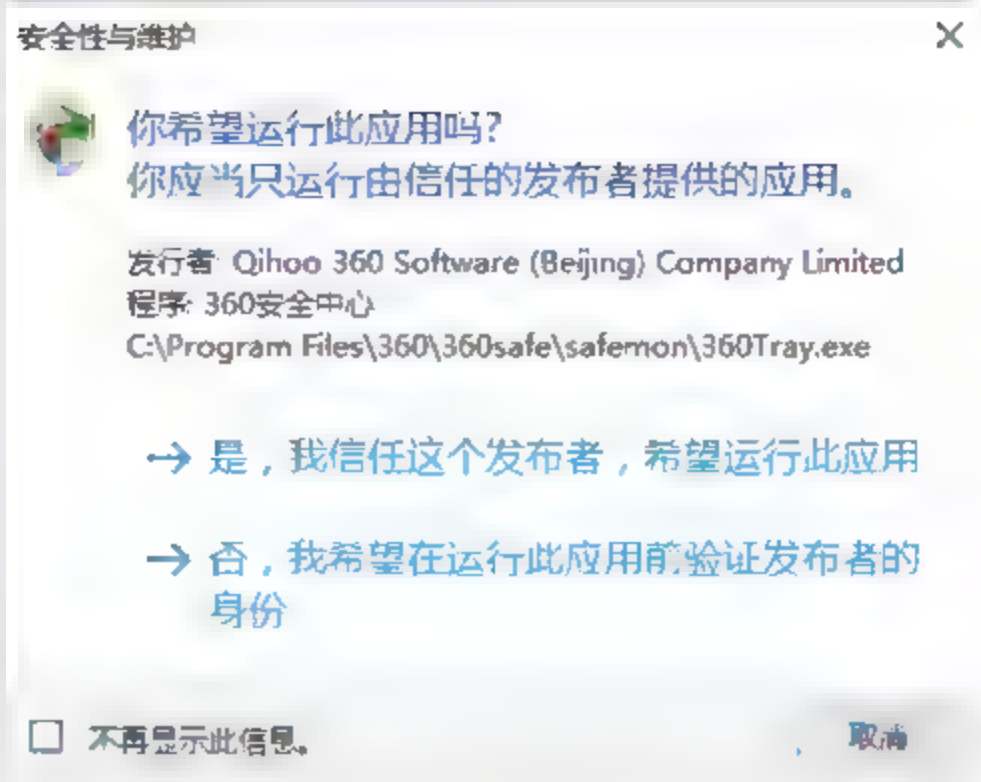 安全性与维护
你希望运行此应用吗?
你应当只运行由信任的发布者提供的应用。
发行者: Qihoo 360 Software (Beijing) Company Limited
程序: 360安全中心
C:\Program Files\360\360safe\safemon\360Tray.exe
→ 是，我信任这个发布者，希望运行此应用
→ 否，我希望在运行此应用前验证发布者的
身份
不再显示此信息。
取消